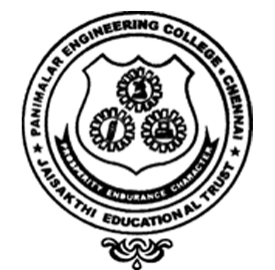 PANIMALAR ENGINEERING COLLEGE • CHENNAI
PROSPERITY ENDURANCE CHARACTER
★ JAISAKTHI EDUCATIONAL TRUST ★